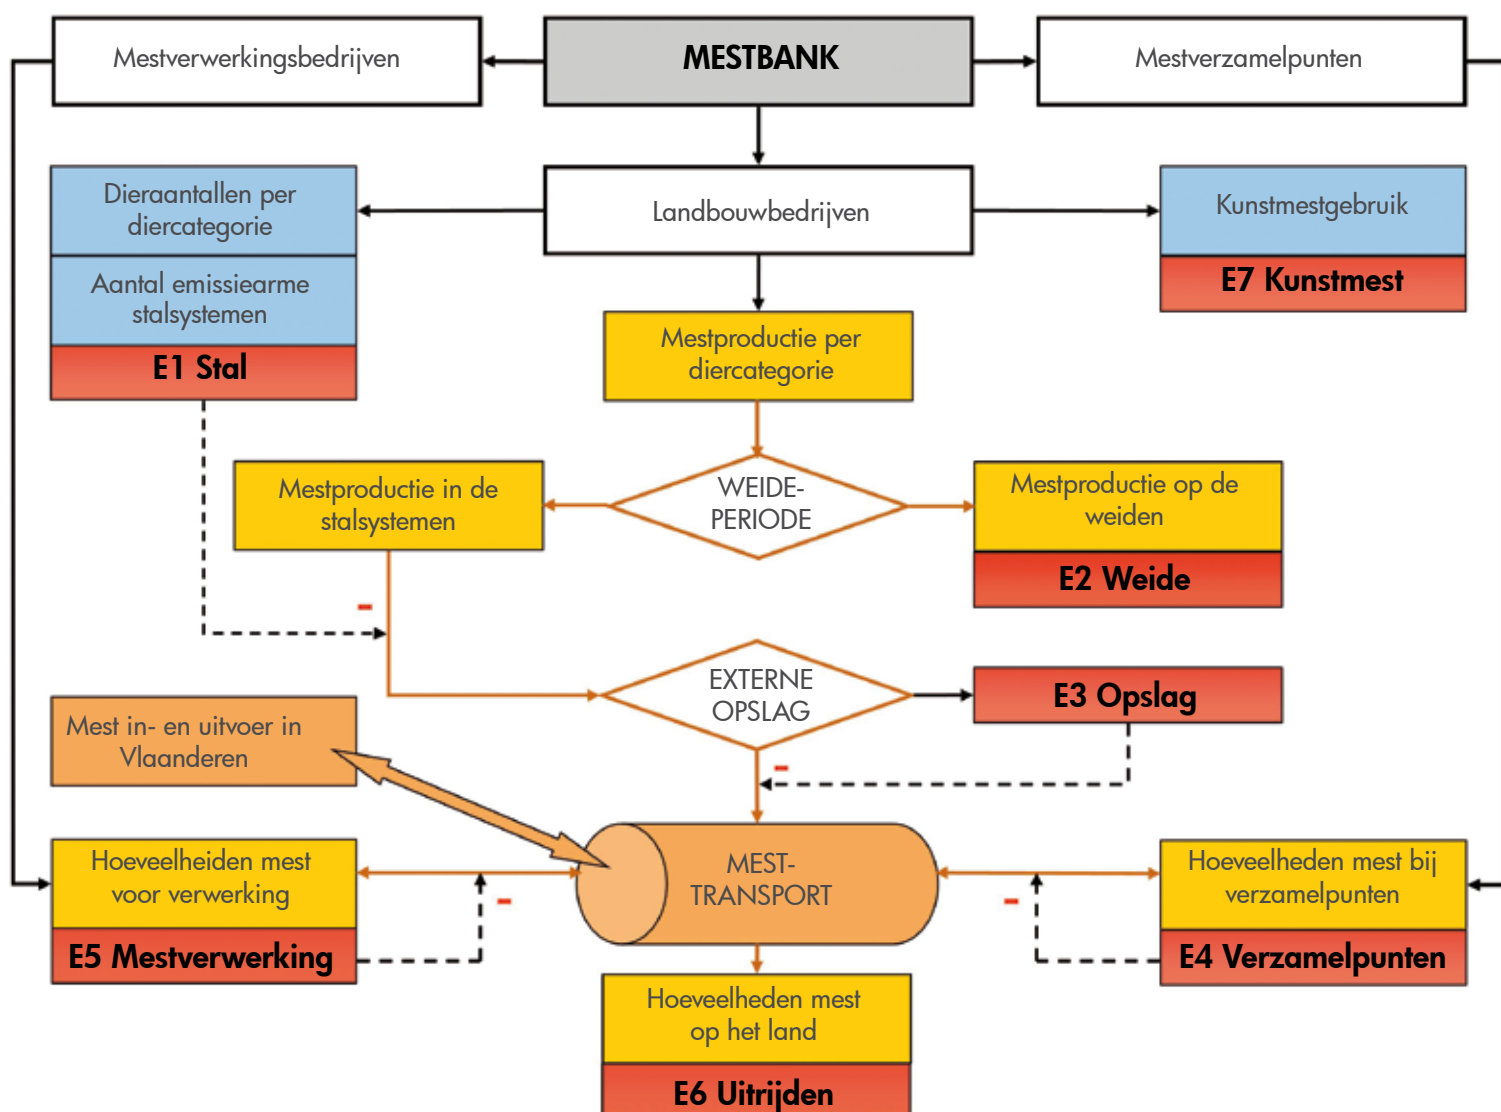 Mestverwerkingsbedrijven
MESTBANK
Mestverzamelpunten
Dieraantallen per
diercategorie
Landbouwbedrijven
Kunstmestgebruik
Aantal emissiearme
stalsystemen
E7 Kunstmest
E1 Stal
Mestproductie per
diercategorie
Mestproductie in de
stalsystemen
WEIDE-
PERIODE
Mestproductie op de
weiden
E2 Weide
-
EXTERNE
OPSLAG
E3 Opslag
Mest in- en uitvoer in
Vlaanderen
-
Hoeveelheiden mest
voor verwerking
MEST-
TRANSPORT
Hoeveelheden mest bij
verzamelpunten
-
-
E5 Mestverwerking
E4 Verzamelpunten
Hoeveelheden mest
op het land
E6 Uitrijden